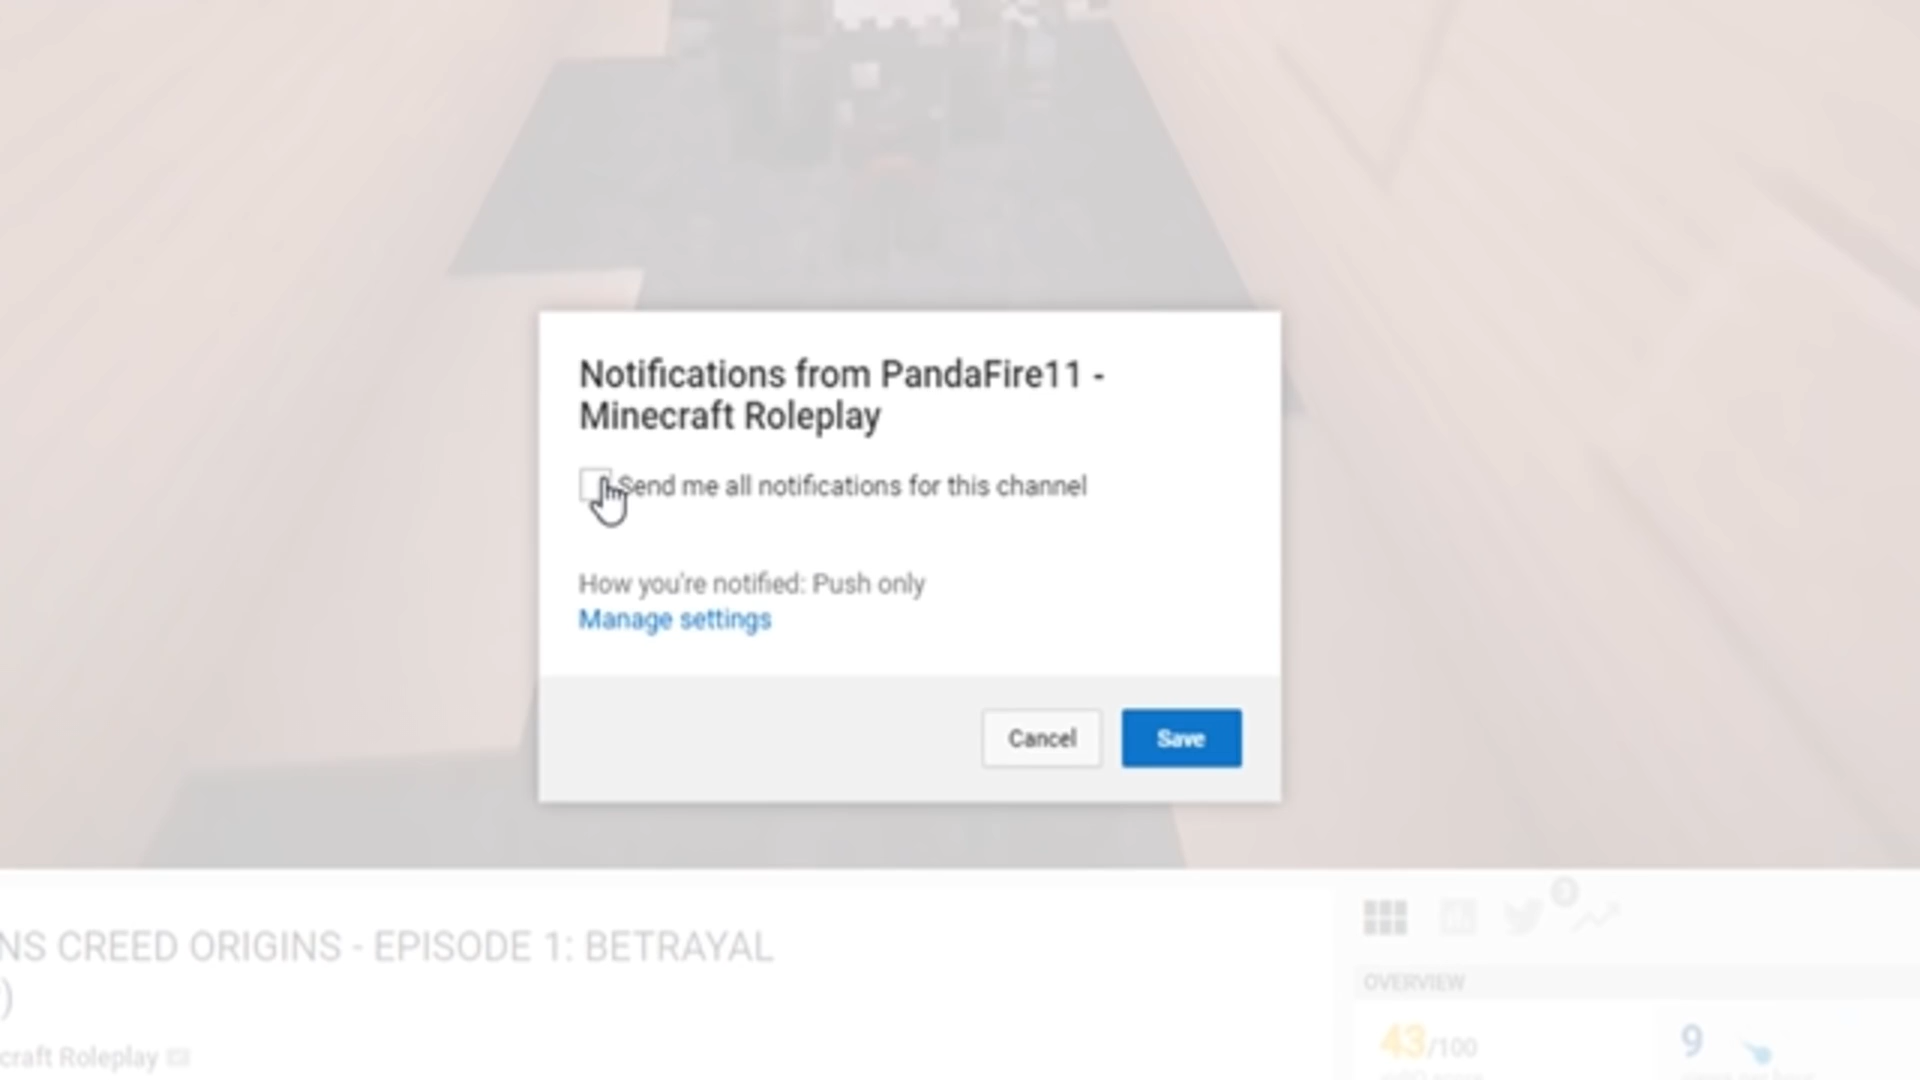 Notifications from PandaFire11 -
Minecraft Roleplay
Send me all notifications for this channel
How you're notified: Push only
Manage settings
Cancel
Save
NS CREED ORIGINS - EPISODE 1: BETRAYAL
)
craft Roleplay
OVERVIEW
43/100
9